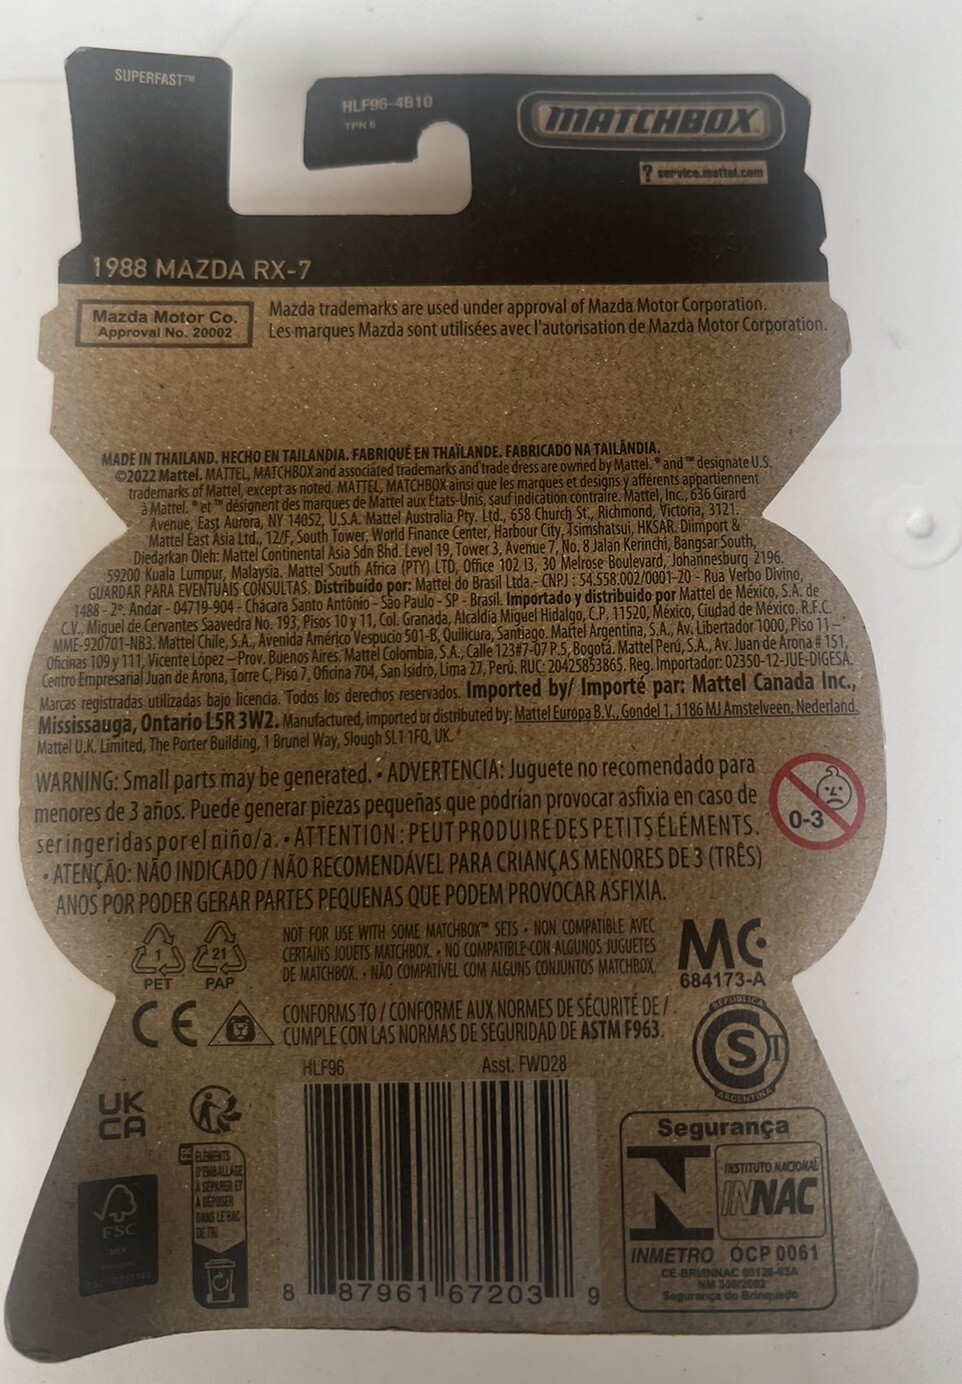 SUPERFAST™
HLF96-4B10
TPN 6
MATCHBOX
? service.mattel.com
1988 MAZDA RX-7
Mazda Motor Co.
Approval No. 20002
Mazda trademarks are used under approval of Mazda Motor Corporation.
Les marques Mazda sont utilisées avec l'autorisation de Mazda Motor Corporation.
MADE IN THAILAND. HECHO EN TAILANDIA. FABRIQUÉ EN THAÏLANDE. FABRICADO NA TAILÂNDIA.
©2022 Mattel. MATTEL, MATCHBOX and associated trademarks and trade dress are owned by Mattel. ® and ™ designate U.S.
trademarks of Mattel, except as noted. MATTEL, MATCHBOX ainsi que les marques et designs y afférents appartiennent
à Mattel. ® et ™ désignent des marques de Mattel aux États-Unis, sauf indication contraire. Mattel, Inc., 636 Girard
Avenue, East Aurora, NY 14052, U.S.A. Mattel Australia Pty. Ltd., 658 Church St., Richmond, Victoria, 3121.
Mattel East Asia Ltd., 12/F, South Tower, World Finance Center, Harbour City, Tsimshatsui, HKSAR. Diimport &
Diedarkan Oleh: Mattel Continental Asia Sdn Bhd. Level 19, Tower 3, Avenue 7, No. 8 Jalan Kerinchi, Bangsar South,
59200 Kuala Lumpur, Malaysia. Mattel South Africa (PTY) LTD, Office 102 I3, 30 Melrose Boulevard, Johannesburg 2196.
GUARDAR PARA EVENTUAIS CONSULTAS. Distribuído por: Mattel do Brasil Ltda.- CNPJ : 54.558.002/0001-20 - Rua Verbo Divino,
1488 - 2º. Andar - 04719-904 - Chácara Santo Antônio - São Paulo - SP - Brasil. Importado y distribuido por Mattel de México, S.A. de
C.V., Miguel de Cervantes Saavedra No. 193, Pisos 10 y 11, Col. Granada, Alcaldía Miguel Hidalgo, C.P. 11520, México, Ciudad de México. R.F.C.
MME-920701-NB3. Mattel Chile, S.A., Avenida Américo Vespucio 501-B, Quilicura, Santiago. Mattel Argentina, S.A., Av. Libertador 1000, Piso 11 –
Oficinas 109 y 111, Vicente López – Prov. Buenos Aires. Mattel Colombia, S.A., Calle 123#7-07 P.5, Bogotá. Mattel Perú, S.A., Av. Juan de Arona # 151,
Centro Empresarial Juan de Arona, Torre C, Piso 7, Oficina 704, San Isidro, Lima 27, Perú. RUC: 20425853865. Reg. Importador: 02350-12-JUE-DIGESA.
Marcas registradas utilizadas bajo licencia. Todos los derechos reservados. Imported by/ Importé par: Mattel Canada Inc.,
Mississauga, Ontario L5R 3W2. Manufactured, imported or distributed by: Mattel Europa B.V., Gondel 1, 1186 MJ Amstelveen, Nederland.
Mattel U.K. Limited, The Porter Building, 1 Brunel Way, Slough SL1 1FQ, UK.
WARNING: Small parts may be generated. • ADVERTENCIA: Juguete no recomendado para
menores de 3 años. Puede generar piezas pequeñas que podrían provocar asfixia en caso de
ser ingeridas por el niño/a. • ATTENTION : PEUT PRODUIRE DES PETITS ÉLÉMENTS.
• ATENÇÃO: NÃO INDICADO / NÃO RECOMENDÁVEL PARA CRIANÇAS MENORES DE 3 (TRÊS)
ANOS POR PODER GERAR PARTES PEQUENAS QUE PODEM PROVOCAR ASFIXIA.
0-3
1
PET
21
PAP
NOT FOR USE WITH SOME MATCHBOX™ SETS • NON COMPATIBLE AVEC
CERTAINS JOUETS MATCHBOX. • NO COMPATIBLE CON ALGUNOS JUGUETES
DE MATCHBOX. • NÃO COMPATÍVEL COM ALGUNS CONJUNTOS MATCHBOX.
MC
684173-A
CE
CONFORMS TO / CONFORME AUX NORMES DE SÉCURITÉ DE /
CUMPLE CON LAS NORMAS DE SEGURIDAD DE ASTM F963.
REPUBLICA
S
ARGENTINA
HLF96
Asst. FWD28
UK
CA
FR
ÉLÉMENTS
D'EMBALLAGE
À SÉPARER ET
À DÉPOSER
DANS LE BAC
DE TRI
FSC
MIX
8 87961 67203 9
Segurança
INSTITUTO NACIONAL
INNAC
INMETRO OCP 0061
NM 300/2002
Segurança do Brinquedo